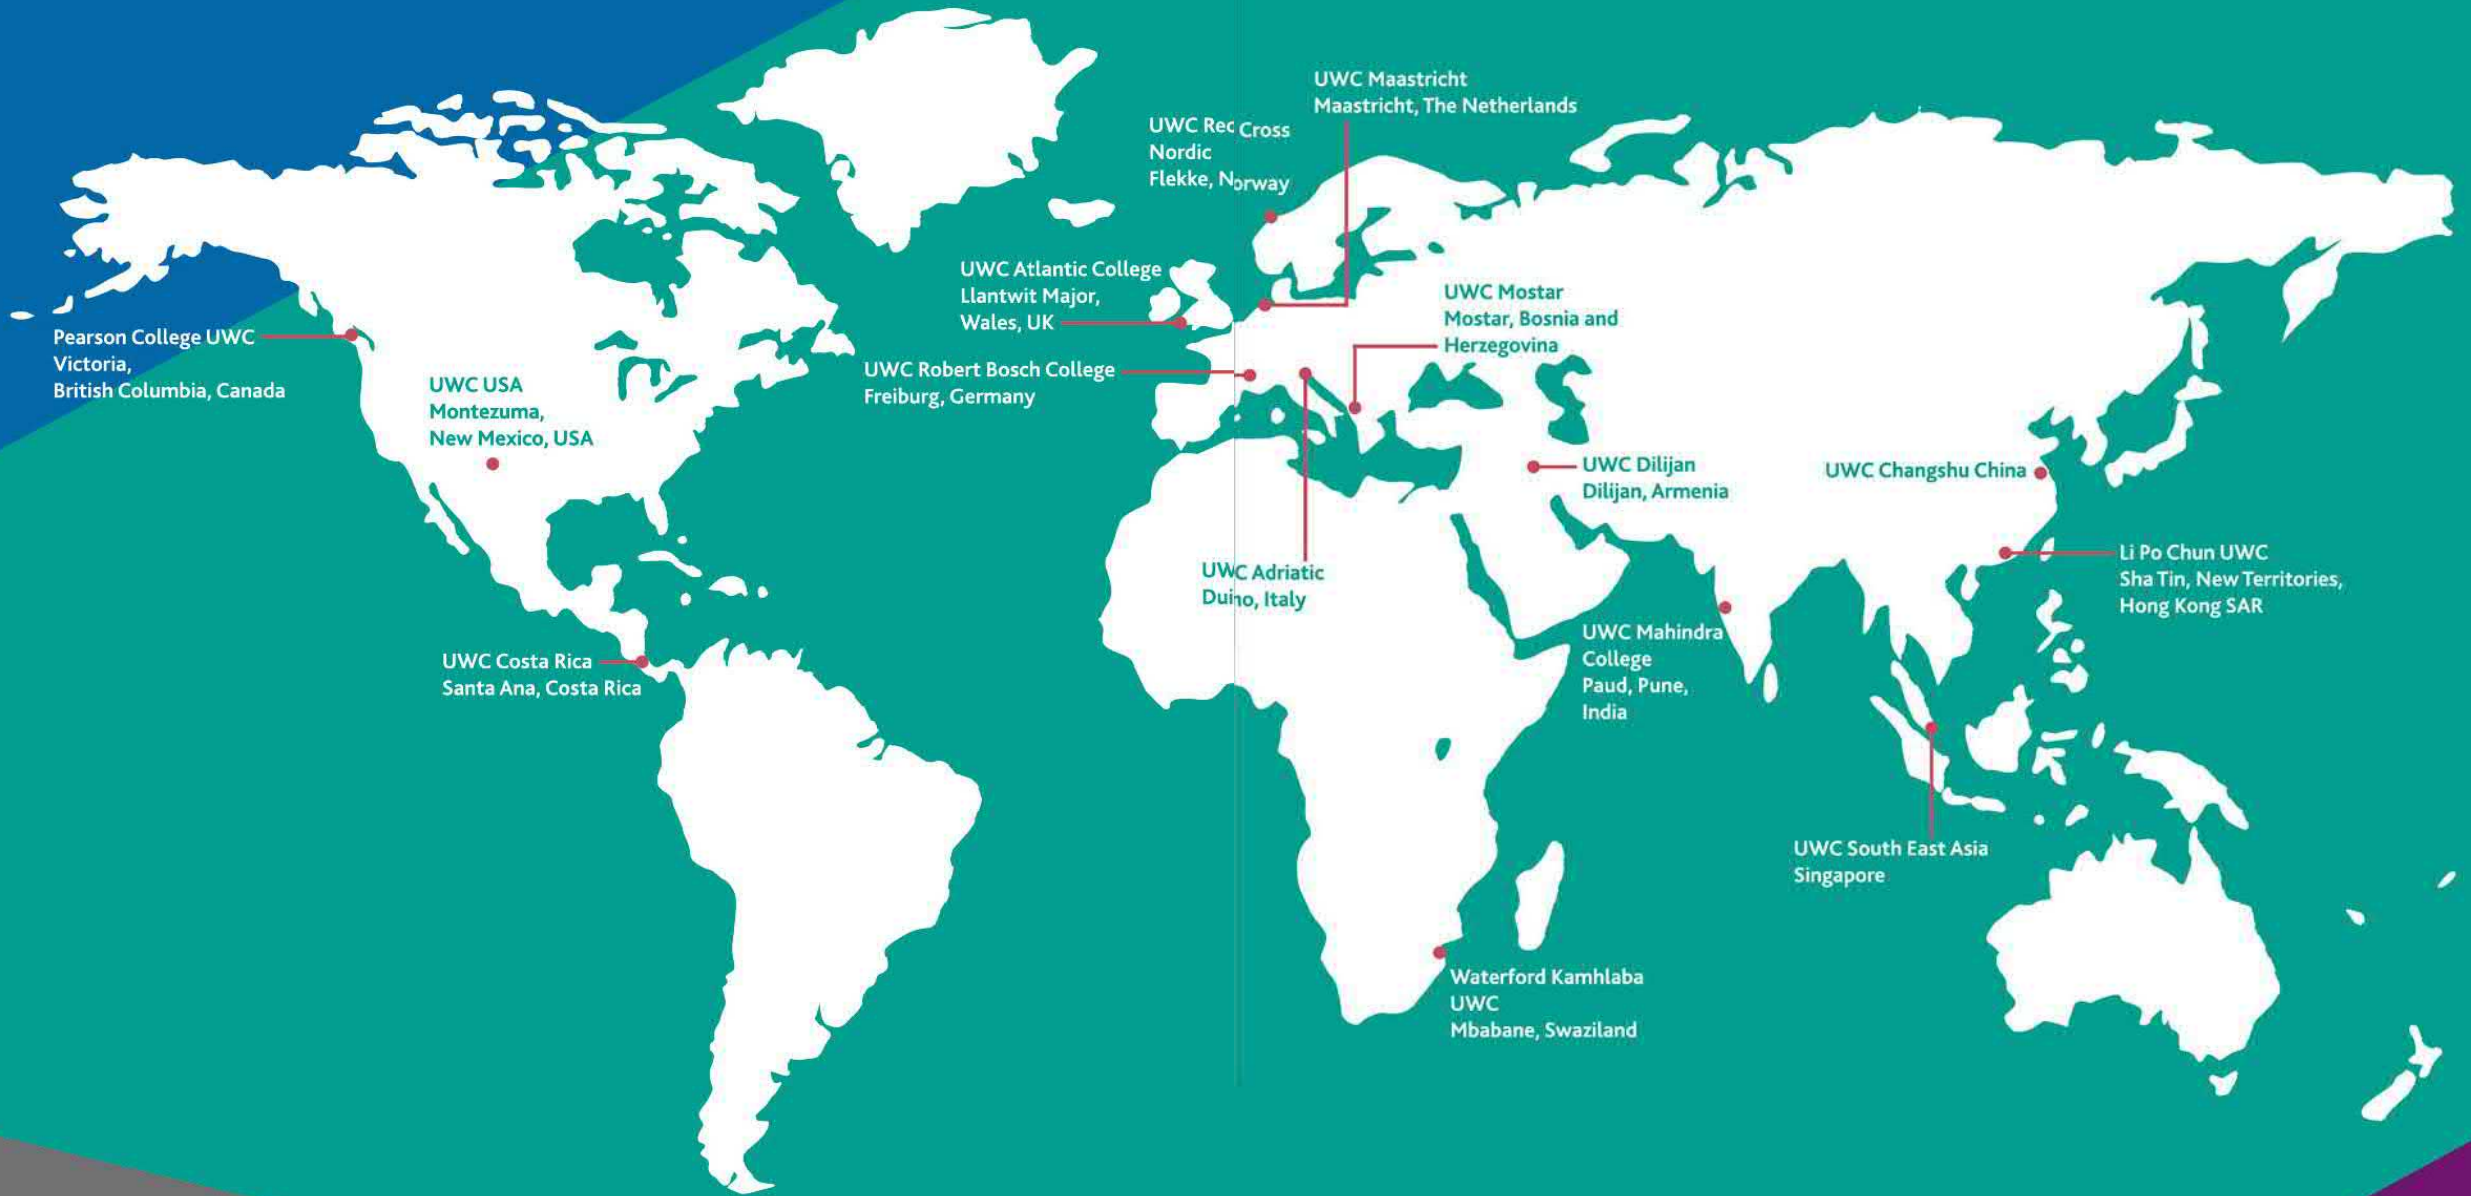 UWC Maastricht
Maastricht, The Netherlands
UWC Red Cross
Nordic
Flekke, Norway
UWC Atlantic College
Llantwit Major,
Wales, UK
UWC Mostar
Mostar, Bosnia and
Herzegovina
Pearson College UWC
Victoria,
British Columbia, Canada
UWC USA
Montezuma,
New Mexico, USA
UWC Robert Bosch College
Freiburg, Germany
UWC Dilijan
Dilijan, Armenia
UWC Changshu China
UWC Adriatic
Duino, Italy
Li Po Chun UWC
Sha Tin, New Territories,
Hong Kong SAR
UWC Costa Rica
Santa Ana, Costa Rica
UWC Mahindra
College
Paud, Pune,
India
UWC South East Asia
Singapore
Waterford Kamhlaba
UWC
Mbabane, Swaziland